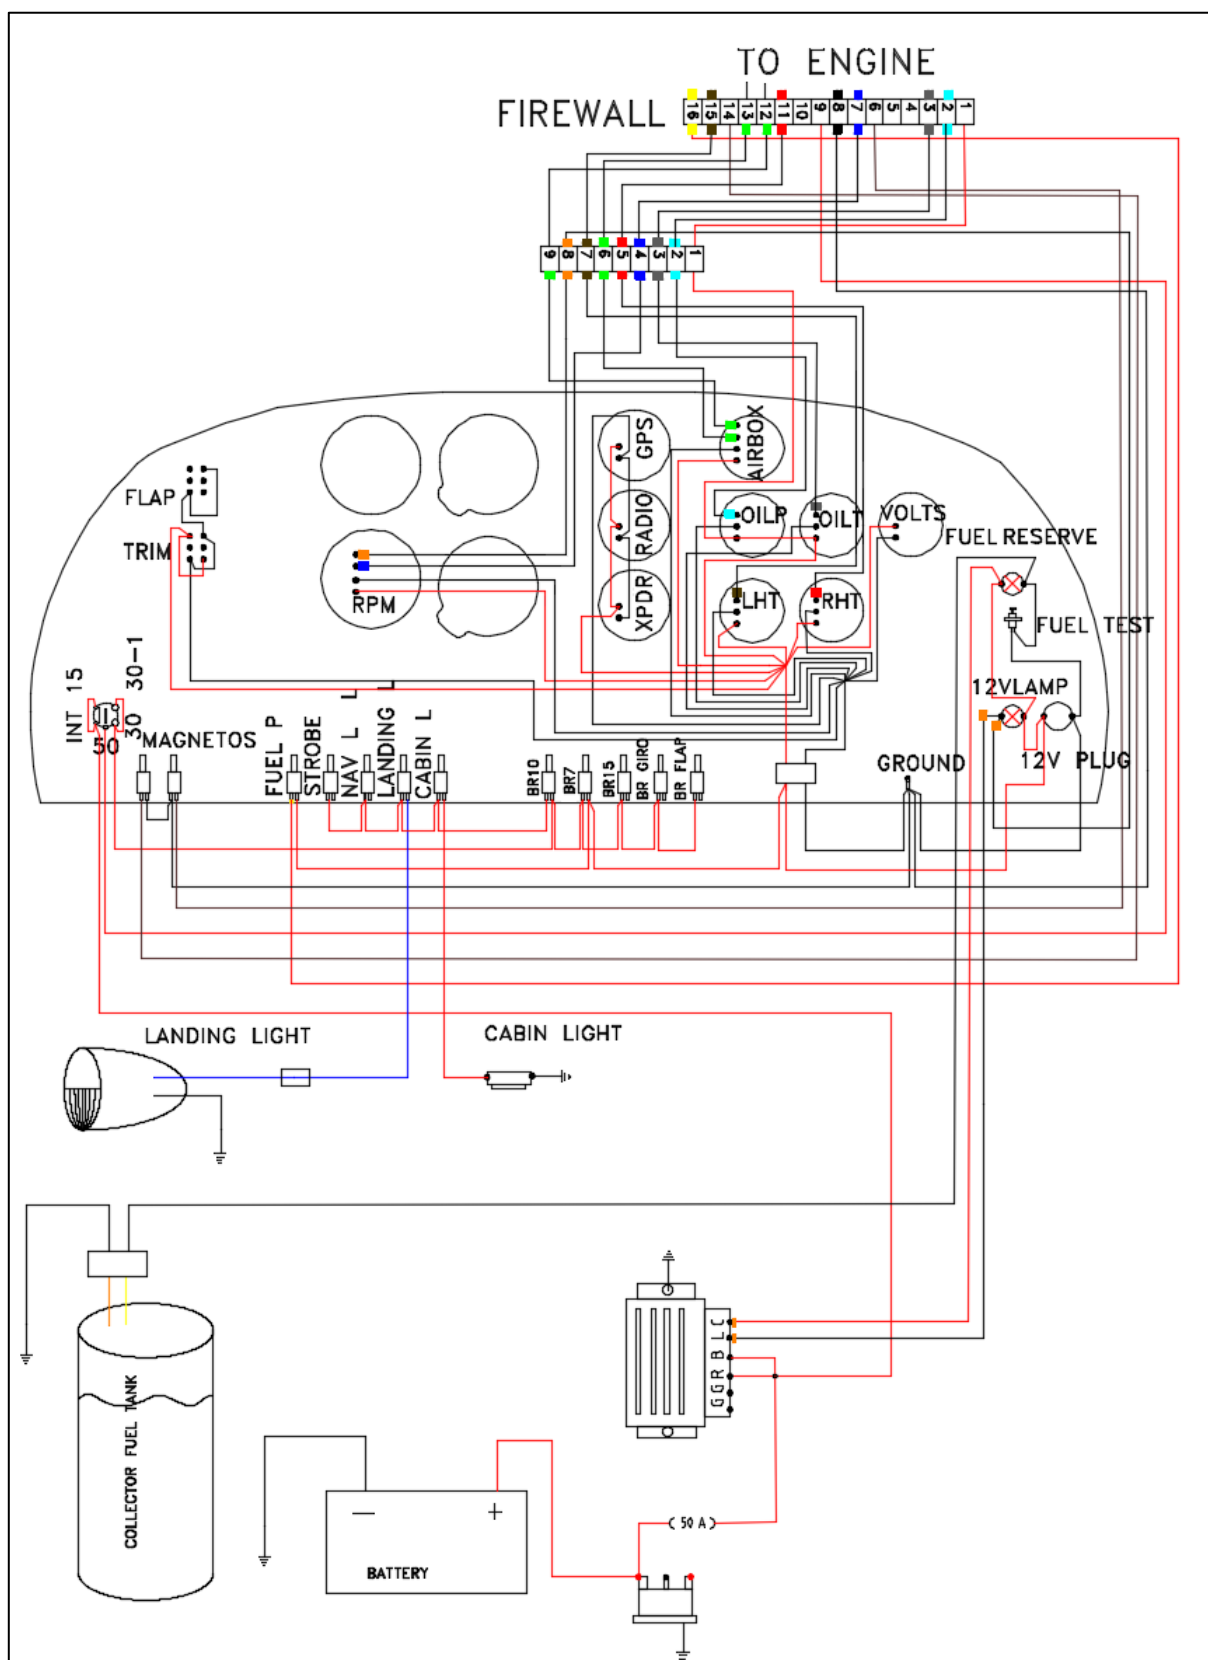 TO ENGINE
FIREWALL
16 15 14 13 12 11 10 9 8 7 6 5 4 3 2 1
9 8 7 6 5 4 3 2 1
GPS
AIRBOX
FLAP
RADIO
OILP
OILT
VOLTS
FUEL RESERVE
TRIM
RPM
XPDR
LHT
RHT
FUEL TEST
INT 15
30-1
30
50
12VLAMP
12V PLUG
MAGNETOS
FUEL P
STROBE
NAV L L
LANDING L
CABIN L
BR10
BR7
BR15
BR GIRO
BR FLAP
GROUND
LANDING LIGHT
CABIN LIGHT
COLLECTOR FUEL TANK
GGR B L C
50 A
— +
BATTERY